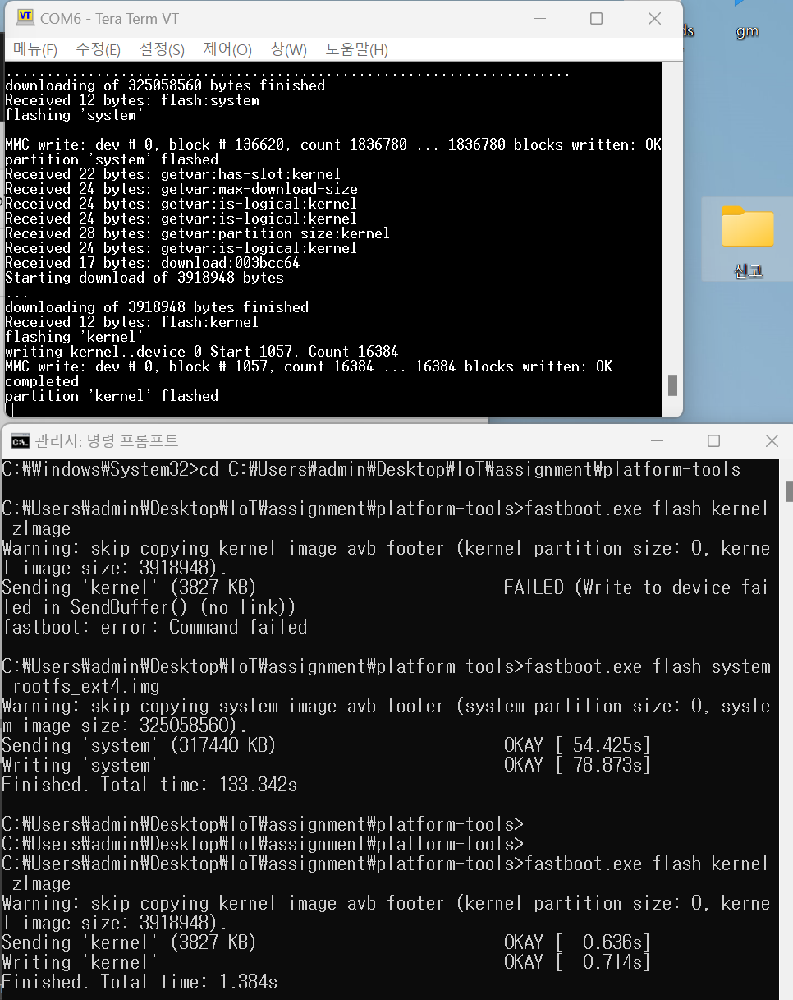 COM6 - Tera Term VT
메뉴(F) 수정(E) 설정(S) 제어(O) 창(W) 도움말(H)
gm
신고
.....................................................................
downloading of 325058560 bytes finished
Received 12 bytes: flash:system
flashing 'system'
MMC write: dev # 0, block # 136620, count 1836780 ... 1836780 blocks written: OK
partition 'system' flashed
Received 22 bytes: getvar:has-slot:kernel
Received 24 bytes: getvar:max-download-size
Received 24 bytes: getvar:is-logical:kernel
Received 24 bytes: getvar:is-logical:kernel
Received 28 bytes: getvar:partition-size:kernel
Received 24 bytes: getvar:is-logical:kernel
Received 17 bytes: download:003bcc64
Starting download of 3918948 bytes
...
downloading of 3918948 bytes finished
Received 12 bytes: flash:kernel
flashing 'kernel'
writing kernel..device 0 Start 1057, Count 16384
MMC write: dev # 0, block # 1057, count 16384 ... 16384 blocks written: OK
completed
partition 'kernel' flashed
관리자: 명령 프롬프트
C:₩Windows₩System32>cd C:₩Users₩admin₩Desktop₩IoT₩assignment₩platform-tools
C:₩Users₩admin₩Desktop₩IoT₩assignment₩platform-tools>fastboot.exe flash kernel
zImage
Warning: skip copying kernel image avb footer (kernel partition size: 0, kerne
l image size: 3918948).
Sending 'kernel' (3827 KB) FAILED (Write to device fai
led in SendBuffer() (no link))
fastboot: error: Command failed
C:₩Users₩admin₩Desktop₩IoT₩assignment₩platform-tools>fastboot.exe flash system
rootfs_ext4.img
Warning: skip copying system image avb footer (system partition size: 0, syste
m image size: 325058560).
Sending 'system' (317440 KB) OKAY [ 54.425s]
Writing 'system' OKAY [ 78.873s]
Finished. Total time: 133.342s
C:₩Users₩admin₩Desktop₩IoT₩assignment₩platform-tools>
C:₩Users₩admin₩Desktop₩IoT₩assignment₩platform-tools>
C:₩Users₩admin₩Desktop₩IoT₩assignment₩platform-tools>fastboot.exe flash kernel
zImage
Warning: skip copying kernel image avb footer (kernel partition size: 0, kerne
l image size: 3918948).
Sending 'kernel' (3827 KB) OKAY [ 0.636s]
Writing 'kernel' OKAY [ 0.714s]
Finished. Total time: 1.384s